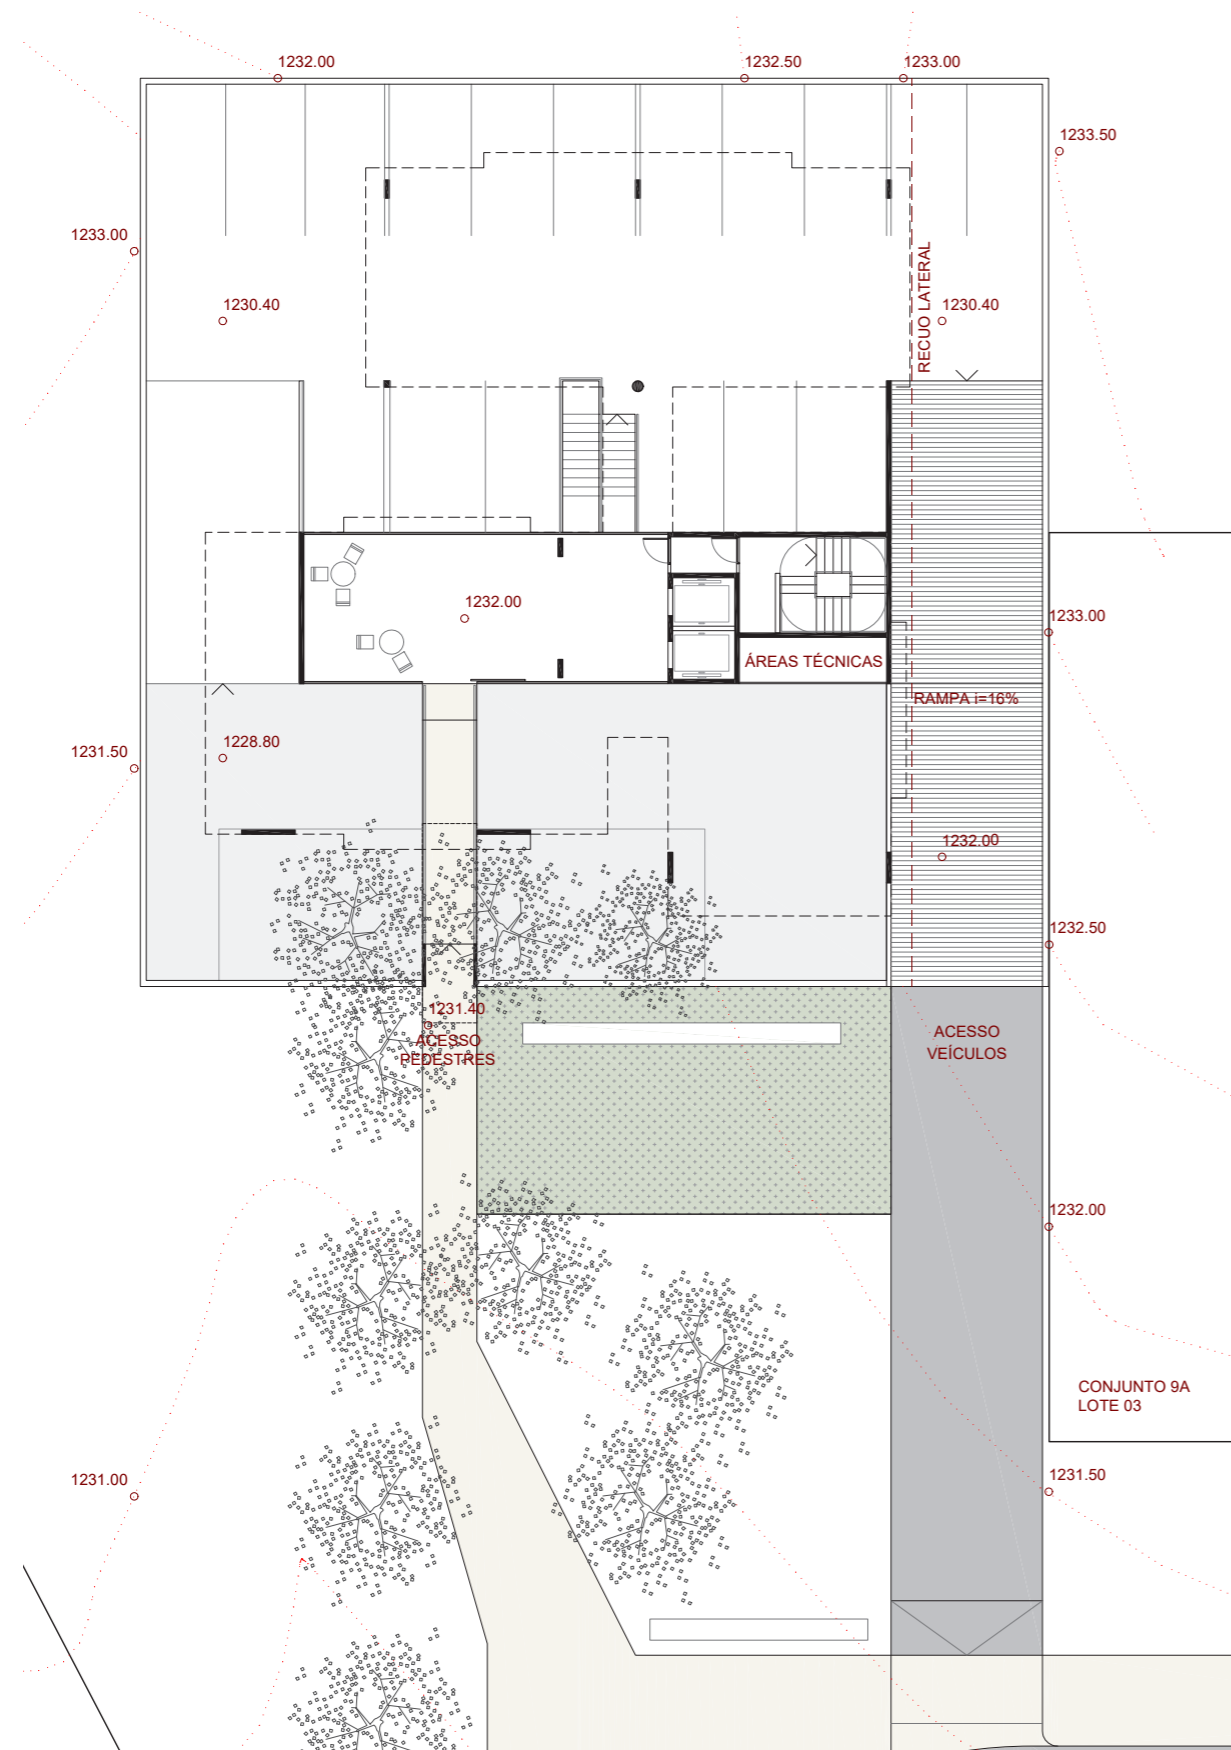 1232.00
1232.50
1233.00
1233.50
1233.00
1230.40
RECUO LATERAL
1230.40
1232.00
1233.00
ÁREAS TÉCNICAS
RAMPA i=16%
1231.50
1228.80
1232.00
1232.50
1231.40
ACESSO
PEDESTRES
ACESSO
VEÍCULOS
1232.00
CONJUNTO 9A
LOTE 03
1231.00
1231.50